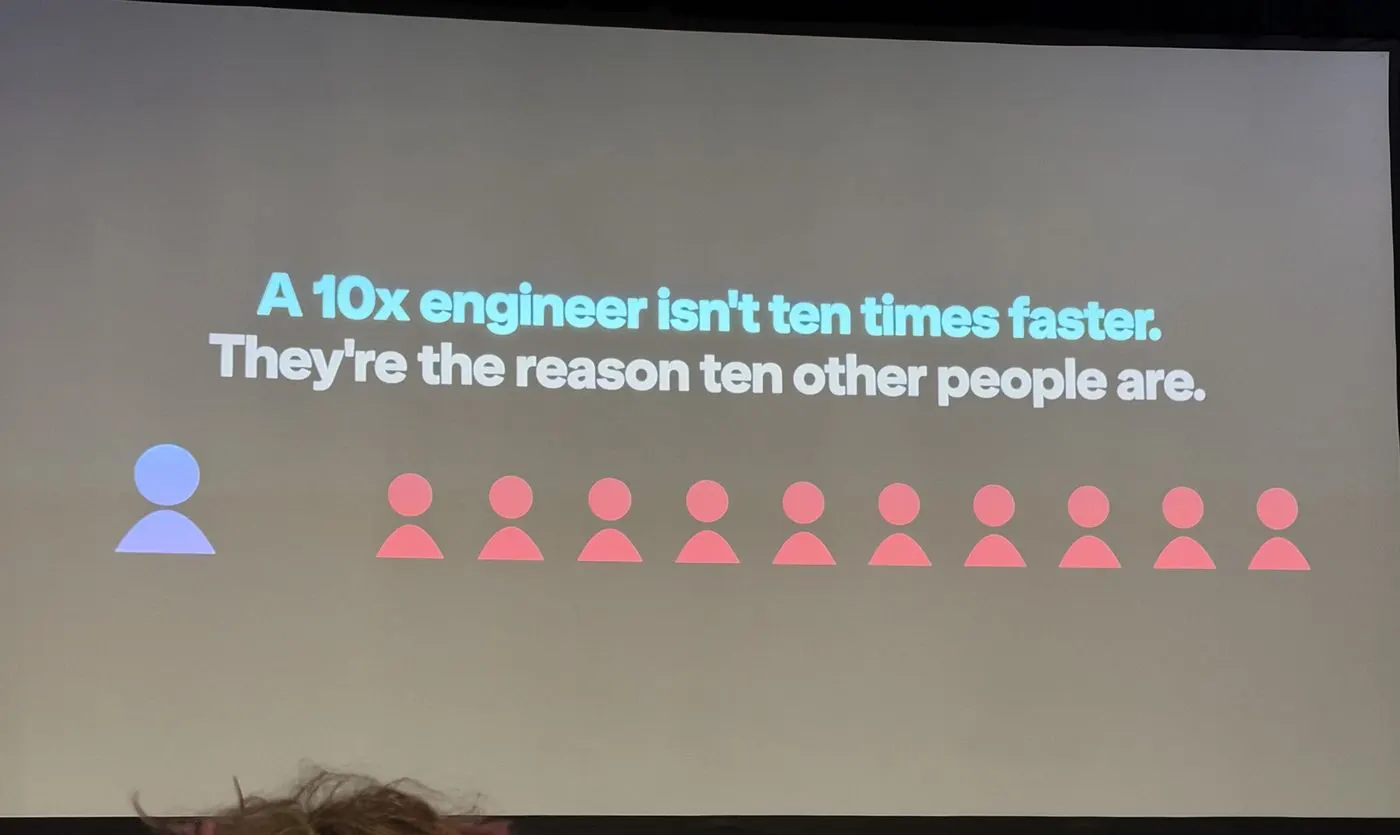 A 10x engineer isn't ten times faster.
They're the reason ten other people are.